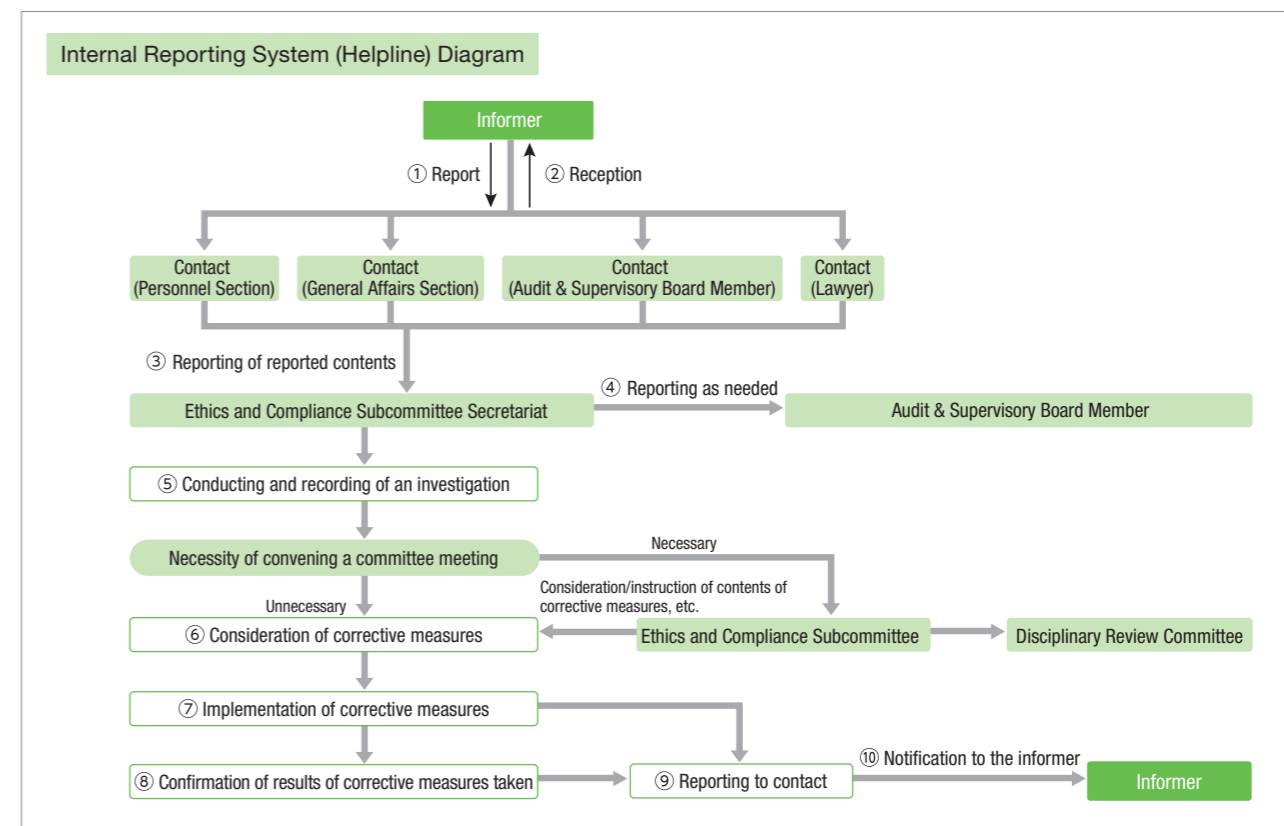 Internal Reporting System (Helpline) Diagram
Informer
① Report
② Reception
Contact
(Personnel Section)
Contact
(General Affairs Section)
Contact
(Audit & Supervisory Board Member)
Contact
(Lawyer)
③ Reporting of reported contents
④ Reporting as needed
Ethics and Compliance Subcommittee Secretariat
Audit & Supervisory Board Member
⑤ Conducting and recording of an investigation
Necessity of convening a committee meeting
Necessary
Unnecessary
Consideration/instruction of contents of
corrective measures, etc.
⑥ Consideration of corrective measures
Ethics and Compliance Subcommittee
Disciplinary Review Committee
⑦ Implementation of corrective measures
⑧ Confirmation of results of corrective measures taken
⑨ Reporting to contact
⑩ Notification to the informer
Informer